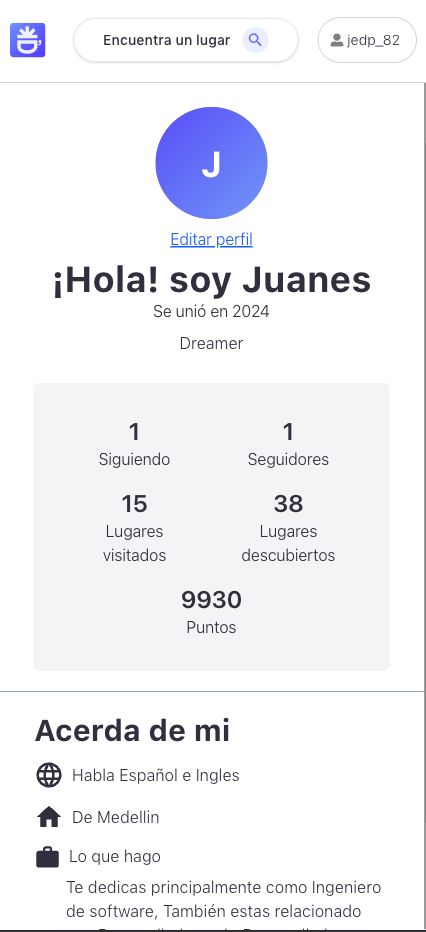 Encuentra un lugar
jedp_82
J
Editar perfil
¡Hola! soy Juanes
Se unió en 2024
Dreamer
1
Siguiendo
1
Seguidores
15
Lugares
visitados
38
Lugares
descubiertos
9930
Puntos
Acerda de mi
Habla Español e Ingles
De Medellin
Lo que hago
Te dedicas principalmente como Ingeniero
de software, También estas relacionado